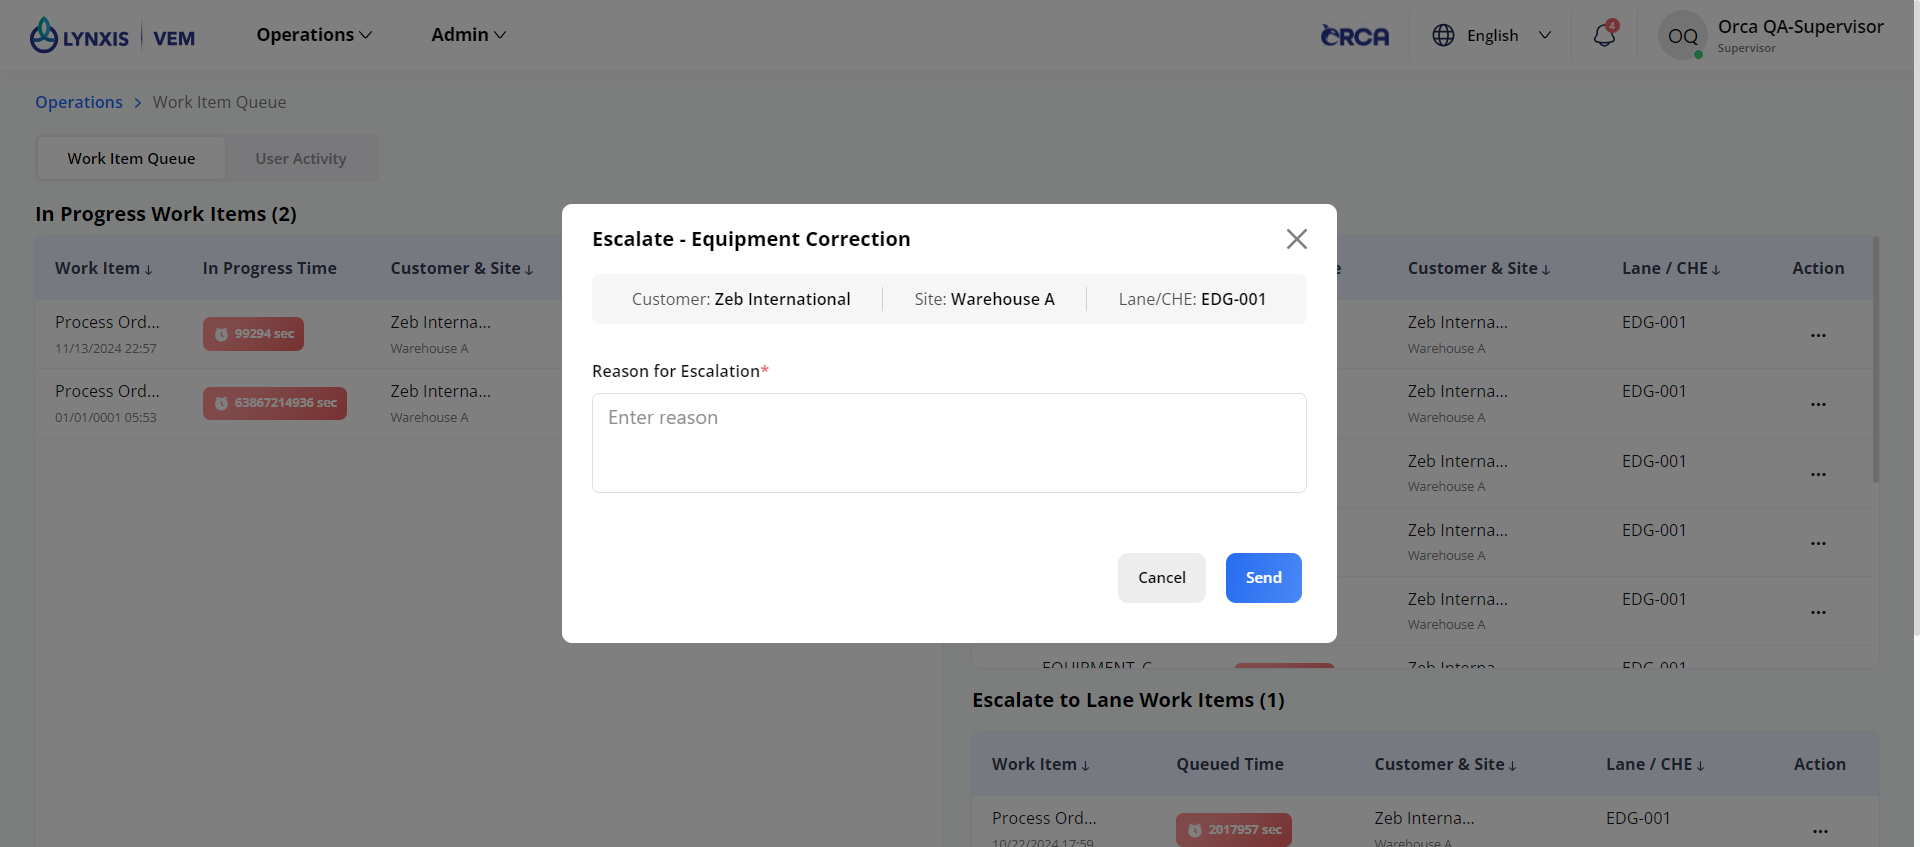 LYNXIS VEM
Operations
Admin
ORCA
English
4
OQ
Orca QA-Supervisor
Supervisor
Operations > Work Item Queue
Work Item Queue
User Activity
In Progress Work Items (2)
Work Item ↓ In Progress Time Customer & Site ↓
Process Ord... 99294 sec Zeb Interna...
11/13/2024 22:57 Warehouse A
Process Ord... 63867214936 sec Zeb Interna...
01/01/0001 05:53 Warehouse A
Escalate - Equipment Correction
Customer: Zeb International Site: Warehouse A Lane/CHE: EDG-001
Reason for Escalation*
Enter reason
Cancel
Send
Customer & Site ↓ Lane / CHE ↓ Action
Zeb Interna... EDG-001 ...
Warehouse A
Zeb Interna... EDG-001 ...
Warehouse A
Zeb Interna... EDG-001 ...
Warehouse A
Zeb Interna... EDG-001 ...
Warehouse A
Zeb Interna... EDG-001 ...
Warehouse A
EQUIPMENT_C... Zeb Interna... EDG-001
Escalate to Lane Work Items (1)
Work Item ↓ Queued Time Customer & Site ↓ Lane / CHE ↓ Action
Process Ord... 2017957 sec Zeb Interna... EDG-001 ...
10/22/2024 17:59 Warehouse A